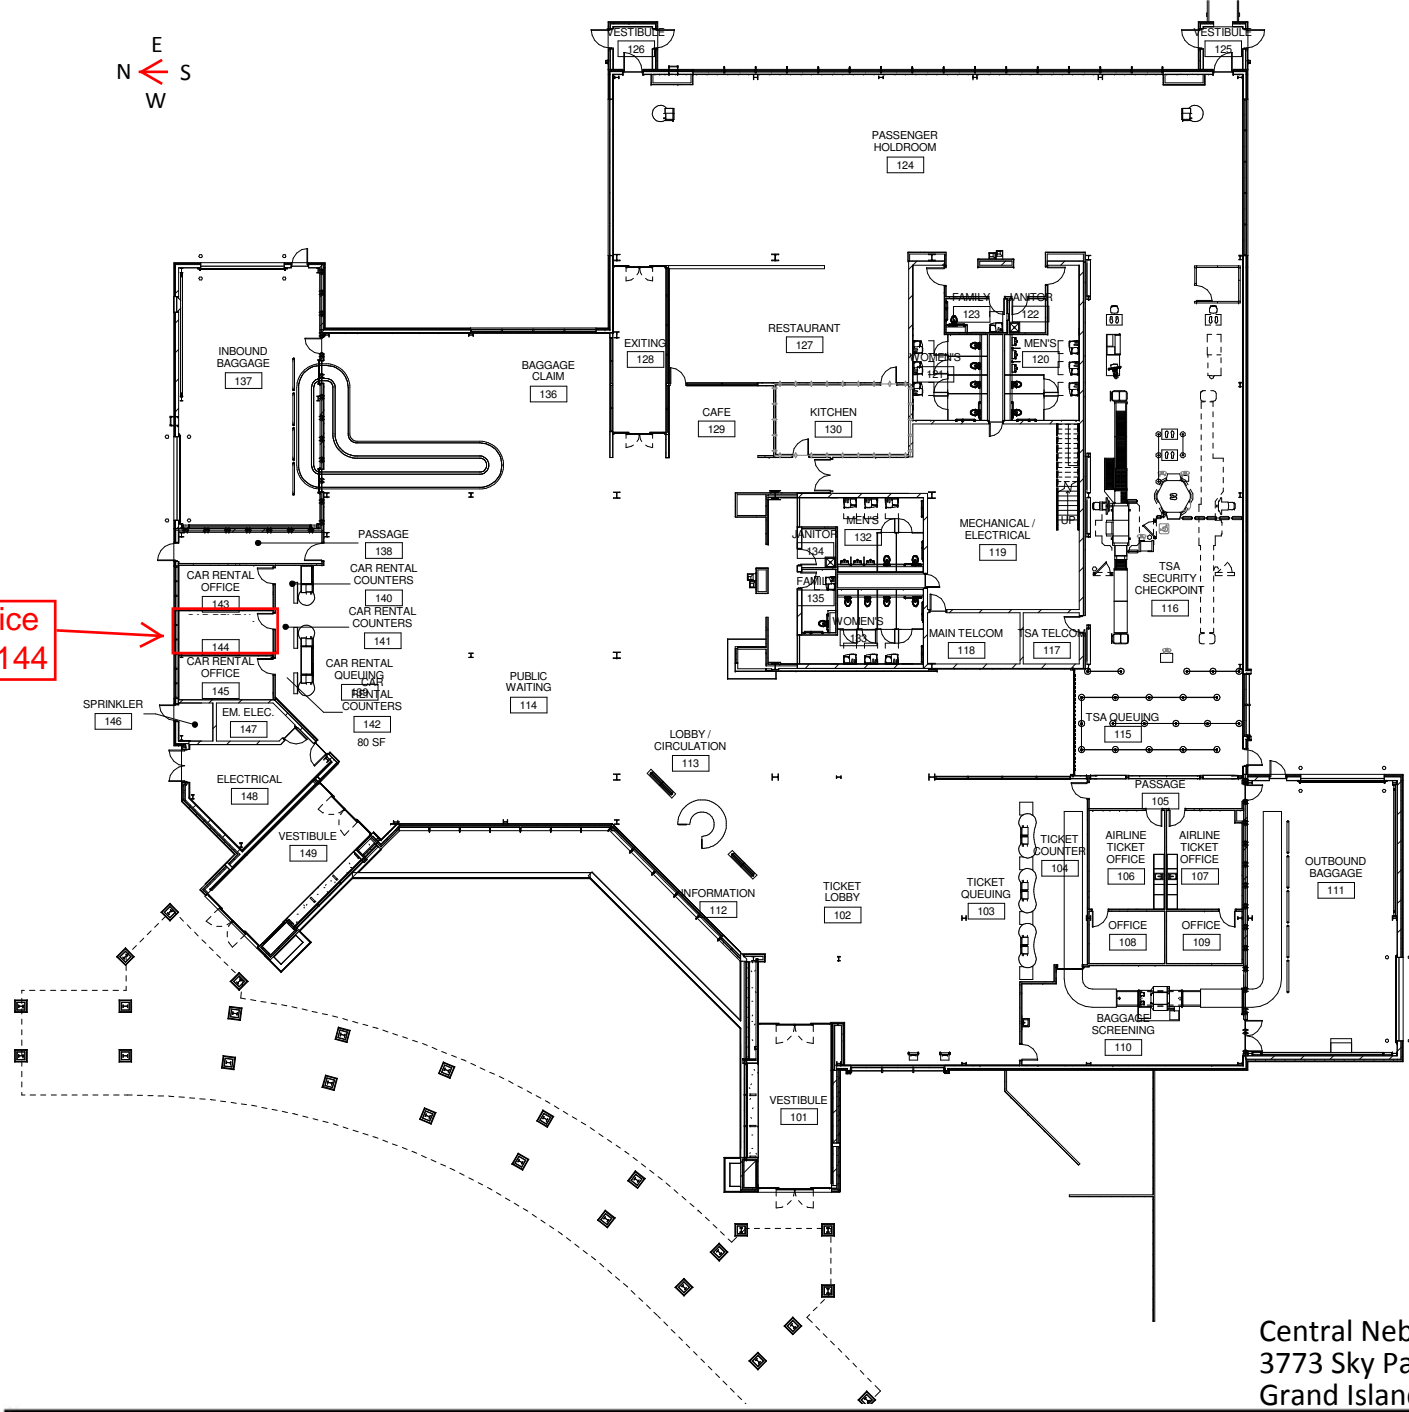 VESTIBULE
126
VESTIBULE
125
E
N S
W
PASSENGER
HOLDROOM
124
FAMILY
123
JANITOR
122
RESTAURANT
127
EXITING
128
MEN'S
120
WOMEN'S
121
INBOUND
BAGGAGE
137
BAGGAGE
CLAIM
136
CAFE
129
KITCHEN
130
MECHANICAL /
ELECTRICAL
119
UP
MEN'S
132
JANITOR
134
FAMILY
135
WOMEN'S
133
PASSAGE
138
CAR RENTAL
COUNTERS
140
CAR RENTAL
OFFICE
143
CAR RENTAL
COUNTERS
141
ice
144
144
CAR RENTAL
OFFICE
145
CAR RENTAL
QUEUING
139
CAR
RENTAL
COUNTERS
142
80 SF
TSA
SECURITY
CHECKPOINT
116
MAIN TELCOM
118
TSA TELCOM
117
SPRINKLER
146
EM. ELEC.
147
PUBLIC
WAITING
114
TSA QUEUING
115
LOBBY /
CIRCULATION
113
ELECTRICAL
148
PASSAGE
105
VESTIBULE
149
TICKET
COUNTER
104
AIRLINE
TICKET
OFFICE
106
AIRLINE
TICKET
OFFICE
107
OUTBOUND
BAGGAGE
111
INFORMATION
112
TICKET
LOBBY
102
TICKET
QUEUING
103
OFFICE
108
OFFICE
109
BAGGAGE
SCREENING
110
VESTIBULE
101
Central Neb
3773 Sky Pa
Grand Island